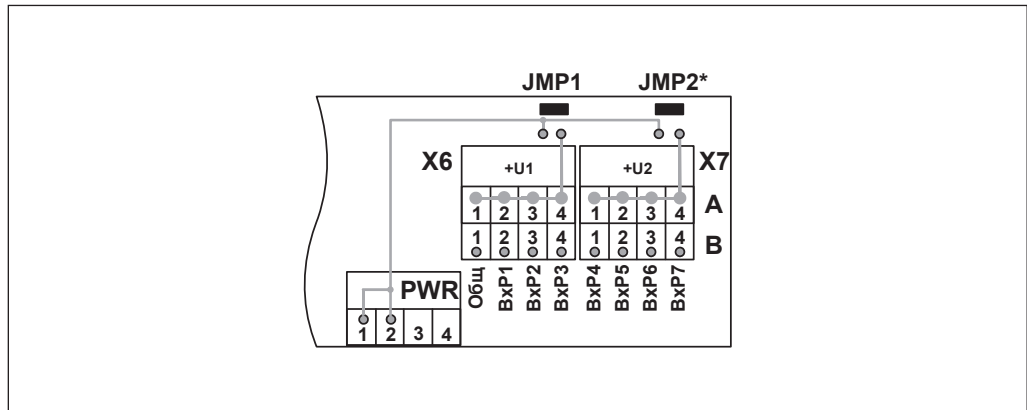 JMP1 JMP2*
X6 +U1 +U2 X7
1 2 3 4 1 2 3 4 A
1 2 3 4 1 2 3 4 B
Общ ВхР1 ВхР2 ВхР3 ВхР4 ВхР5 ВхР6 ВхР7
PWR
1 2 3 4